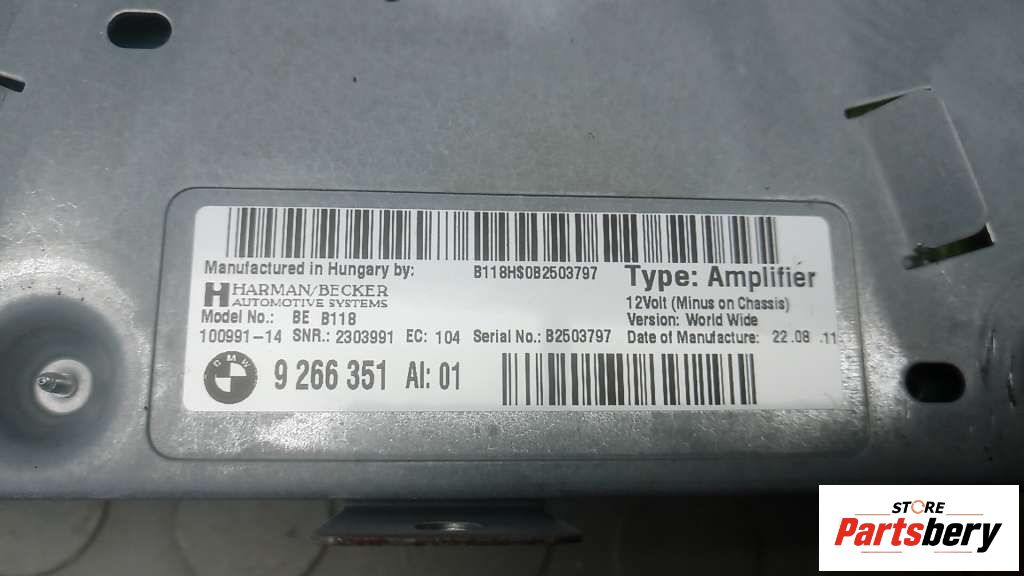 Manufactured in Hungary by:
B118HS0B2503797
Type: Amplifier
HARMAN/BECKER
AUTOMOTIVE SYSTEMS
12Volt (Minus on Chassis)
Model No.: BE B118
Version: World Wide
100991-14 SNR.: 2303991 EC: 104 Serial No.: B2503797 Date of Manufacture: 22.08.11
BMW
9 266 351 AI: 01
STORE
Partsbery